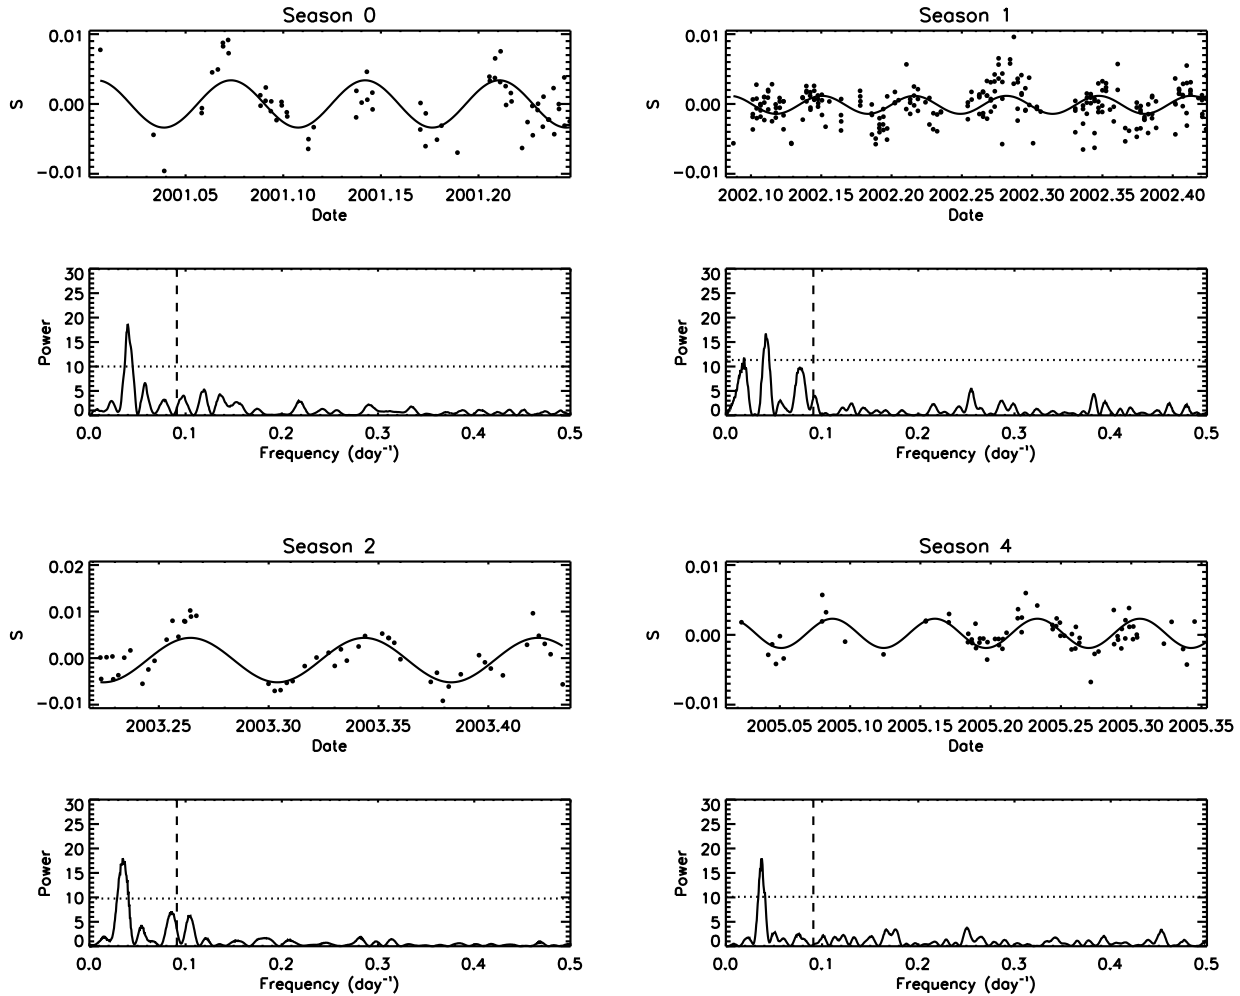 Season 0
0.01
0.00
−0.01
S
2001.05 2001.10 2001.15 2001.20
Date
30
25
20
15
10
5
0
Power
0.0 0.1 0.2 0.3 0.4 0.5
Frequency (day⁻¹)
Season 1
0.01
0.00
−0.01
S
2002.10 2002.15 2002.20 2002.25 2002.30 2002.35 2002.40
Date
30
25
20
15
10
5
0
Power
0.0 0.1 0.2 0.3 0.4 0.5
Frequency (day⁻¹)
Season 2
0.02
0.01
0.00
−0.01
S
2003.25 2003.30 2003.35 2003.40
Date
30
25
20
15
10
5
0
Power
0.0 0.1 0.2 0.3 0.4 0.5
Frequency (day⁻¹)
Season 4
0.01
0.00
−0.01
S
2005.05 2005.10 2005.15 2005.20 2005.25 2005.30 2005.35
Date
30
25
20
15
10
5
0
Power
0.0 0.1 0.2 0.3 0.4 0.5
Frequency (day⁻¹)